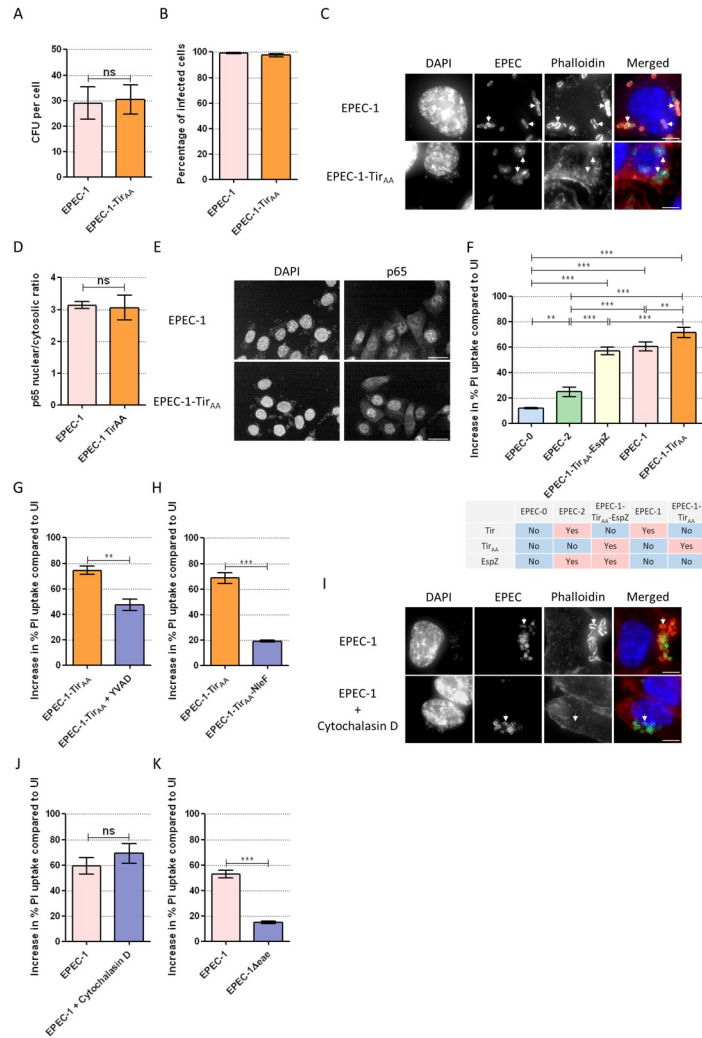 A
CFU per cell
50
40
30
20
10
0
ns
EPEC-1
EPEC-1-TirAA
B
Percentage of infected cells
100
80
60
40
20
0
EPEC-1
EPEC-1-TirAA
C
DAPI EPEC Phalloidin Merged
EPEC-1
EPEC-1-TirAA
D
p65 nuclear/cytosolic ratio
4
3
2
1
0
ns
EPEC-1
EPEC-1 TirAA
E
DAPI p65
EPEC-1
EPEC-1-TirAA
F
Increase in % PI uptake compared to UI
100
80
60
40
20
0
***
***
***
***
*** **
** *** ***
EPEC-0
EPEC-2
EPEC-1-TirAA-EspZ
EPEC-1
EPEC-1-TirAA
EPEC-0 EPEC-2 EPEC-1-TirAA-EspZ EPEC-1 EPEC-1-TirAA
Tir No Yes No Yes No
TirAA No No Yes No Yes
EspZ No Yes Yes No No
G
Increase in % PI uptake compared to UI
100
80
60
40
20
0
**
EPEC-1-TirAA
EPEC-1-TirAA + YVAD
H
Increase in % PI uptake compared to UI
100
80
60
40
20
0
***
EPEC-1-TirAA
EPEC-1-TirAA-NleF
I
DAPI EPEC Phalloidin Merged
EPEC-1
EPEC-1
+
Cytochalasin D
J
Increase in % PI uptake compared to UI
100
80
60
40
20
0
ns
EPEC-1
EPEC-1 + Cytochalasin D
K
Increase in % PI uptake compared to UI
100
80
60
40
20
0
***
EPEC-1
EPEC-1Δeae